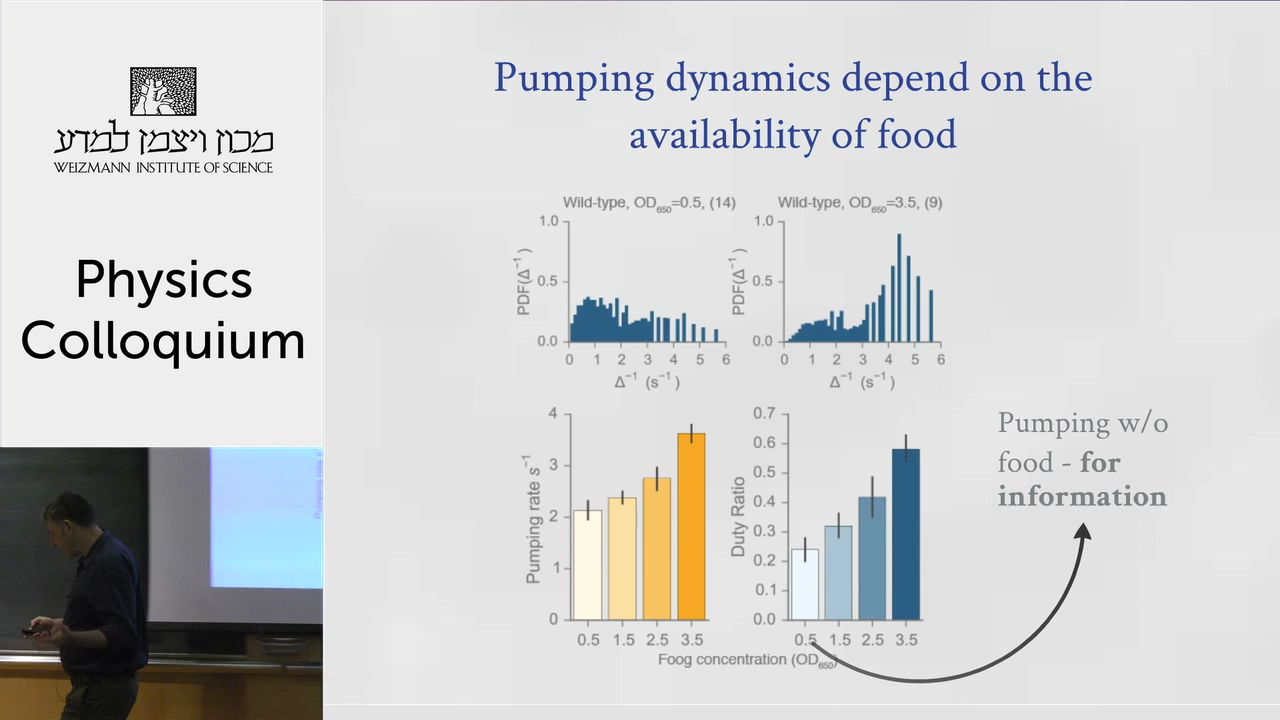 מכון ויצמן למדע
WEIZMANN INSTITUTE OF SCIENCE
Physics
Colloquium
Pumping dynamics depend on the
availability of food
Wild-type, OD650=0.5, (14)
1.0
0.5
0.0
PDF(Δ⁻¹)
0 1 2 3 4 5 6
Δ⁻¹ (s⁻¹)
Wild-type, OD650=3.5, (9)
1.0
0.5
0.0
PDF(Δ⁻¹)
0 1 2 3 4 5 6
Δ⁻¹ (s⁻¹)
4
3
2
1
0
Pumping rate s⁻¹
0.5 1.5 2.5 3.5
0.7
0.6
0.5
0.4
0.3
0.2
0.1
0.0
Duty Ratio
0.5 1.5 2.5 3.5
Foog concentration (OD650)
Pumping w/o
food - for
information